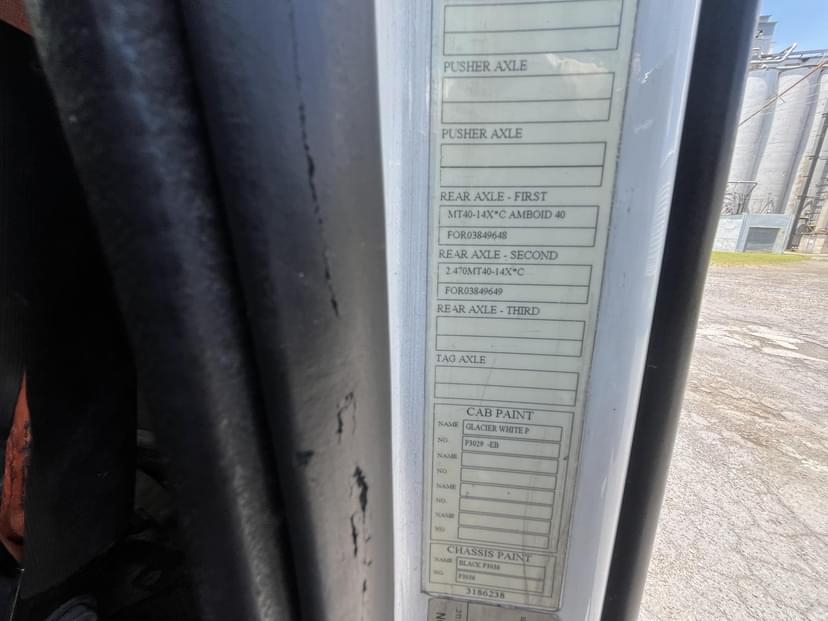 PUSHER AXLE
PUSHER AXLE
REAR AXLE - FIRST
MT40-14X*C AMBOID 40
FOR03849648
REAR AXLE - SECOND
2.470MT40-14X*C
FOR03849649
REAR AXLE - THIRD
TAG AXLE
CAB PAINT
NAME GLACIER WHITE P
NO. P3029 -EB
NAME
NO.
NAME
NO.
NAME
NO.
CHASSIS PAINT
NAME BLACK P3036
NO. P3036
3186238